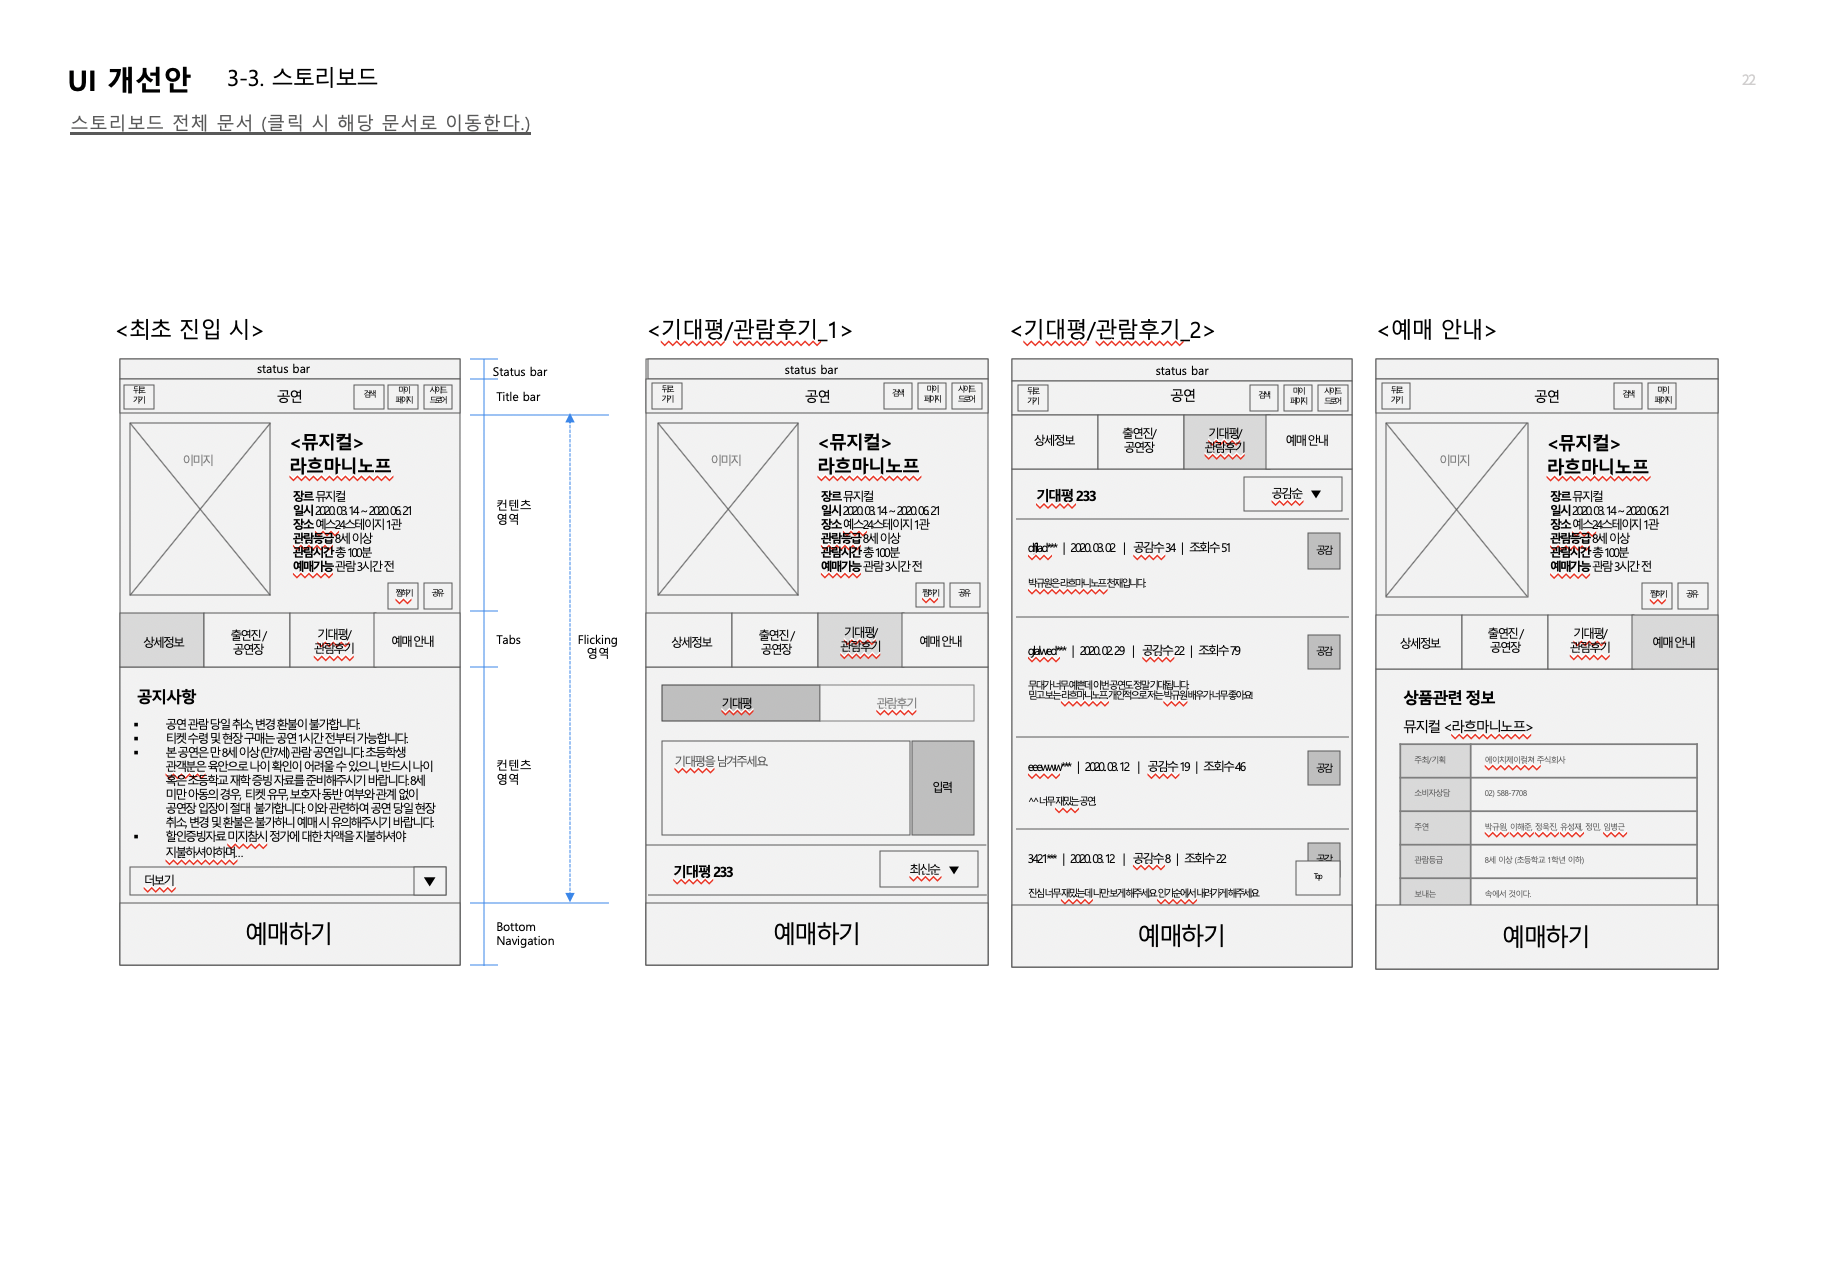 UI 개선안 3-3. 스토리보드
22
스토리보드 전체 문서 (클릭 시 해당 문서로 이동한다.)
<최초 진입 시>
status bar
뒤로
가기
공연
검색
마이
페이지
사이드
드로어
이미지
<뮤지컬>
라흐마니노프
장르 뮤지컬
일시 2020. 03. 14 ~ 2020. 06. 21
장소 예스24스테이지 1관
관람등급 8세 이상
관람시간 총 100분
예매가능 관람 3시간 전
찜하기
공유
상세정보
출연진/
공연장
기대평/
관람후기
예매 안내
공지사항
▪ 공연 관람 당일 취소, 변경 환불이 불가합니다.
▪ 티켓 수령 및 현장 구매는 공연 1시간 전부터 가능합니다.
▪ 본 공연은 만 8세 이상 (만7세) 관람 공연입니다. 초등학생
관객분은 육안으로 나이 확인이 어려울 수 있으니, 반드시 나이
혹은 초등학교 재학 증빙 자료를 준비해주시기 바랍니다. 8세
미만 아동의 경우, 티켓 유무, 보호자 동반 여부와 관계 없이
공연장 입장이 절대 불가합니다. 이와 관련하여 공연 당일 현장
취소, 변경 및 환불은 불가하니 예매 시 유의해주시기 바랍니다.
▪ 할인증빙자료 미지참시 정가에 대한 차액을 지불하셔야
지불하셔야하며...
더보기 ▼
예매하기
Status bar
Title bar
컨텐츠
영역
Tabs
Flicking
영역
컨텐츠
영역
Bottom
Navigation
<기대평/관람후기_1>
status bar
뒤로
가기
공연
검색
마이
페이지
사이드
드로어
이미지
<뮤지컬>
라흐마니노프
장르 뮤지컬
일시 2020. 03. 14 ~ 2020. 06. 21
장소 예스24스테이지 1관
관람등급 8세 이상
관람시간 총 100분
예매가능 관람 3시간 전
찜하기
공유
상세정보
출연진/
공연장
기대평/
관람후기
예매 안내
기대평
관람후기
기대평을 남겨주세요.
입력
기대평 233
최신순 ▼
예매하기
<기대평/관람후기_2>
status bar
뒤로
가기
공연
검색
마이
페이지
사이드
드로어
상세정보
출연진/
공연장
기대평/
관람후기
예매 안내
기대평 233
공감순 ▼
| 2020. 03. 02 | 공감수 34 | 조회수 51
공감
박규원은 라흐마니노프 천재입니다.
| 2020. 02. 29 | 공감수 22 | 조회수 79
공감
무대가 너무 예쁜데 이번 공연도 정말 기대됩니다.
믿고 보는 라흐마니노프 개인적으로 저는 박규원 배우가 너무 좋아요!
eeewwww*** | 2020. 03. 12 | 공감수 19 | 조회수 46
공감
^^ 너무 재밌는 공연.
3421*** | 2020. 03. 12 | 공감수 8 | 조회수 22
공감
Top
진심 너무 재밌는데 나만 보게 해주세요. 인기순에서 내려가게 해주세요.
예매하기
<예매 안내>
뒤로
가기
공연
검색
마이
페이지
이미지
<뮤지컬>
라흐마니노프
장르 뮤지컬
일시 2020. 03. 14 ~ 2020. 06. 21
장소 예스24스테이지 1관
관람등급 8세 이상
관람시간 총 100분
예매가능 관람 3시간 전
찜하기
공유
상세정보
출연진/
공연장
기대평/
관람후기
예매 안내
상품관련 정보
뮤지컬 <라흐마니노프>
주최/기획 에이치제이컬쳐 주식회사
소비자상담 02) 588-7708
주연 박규원, 이해준, 정욱진, 유성재, 정민, 임병근
관람등급 8세 이상 (초등학교 1학년 이하)
보내는 속에서 것이다.
예매하기